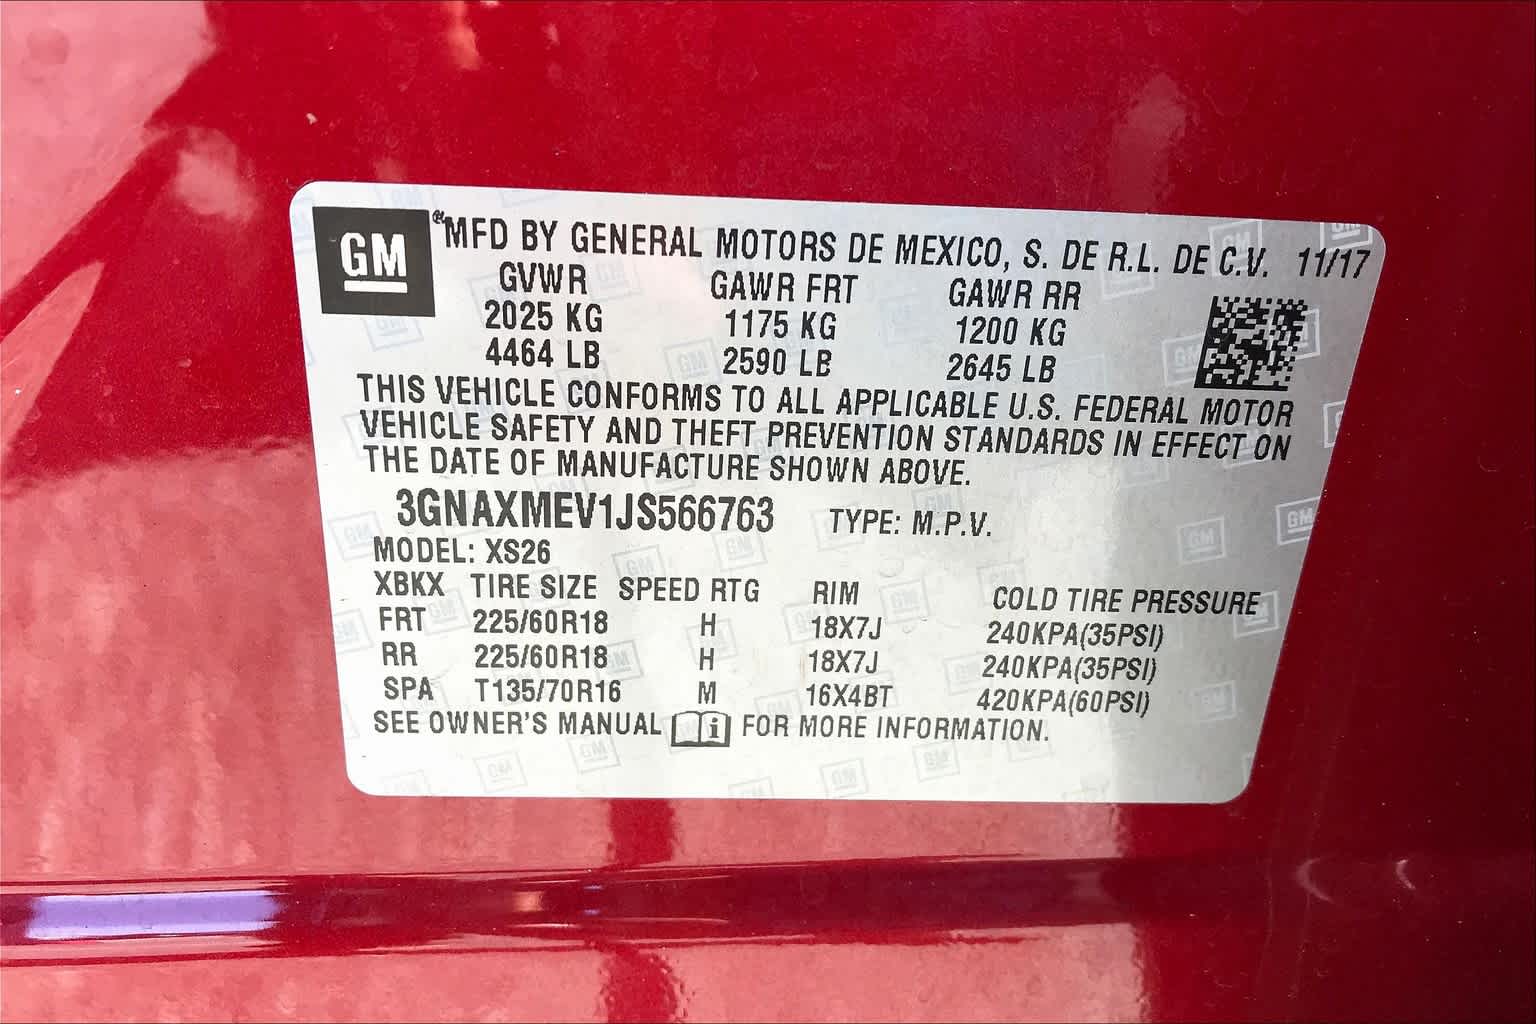 GM ® MFD BY GENERAL MOTORS DE MEXICO, S. DE R.L. DE C.V. 11/17
GVWR GAWR FRT GAWR RR
2025 KG 1175 KG 1200 KG
4464 LB 2590 LB 2645 LB
THIS VEHICLE CONFORMS TO ALL APPLICABLE U.S. FEDERAL MOTOR
VEHICLE SAFETY AND THEFT PREVENTION STANDARDS IN EFFECT ON
THE DATE OF MANUFACTURE SHOWN ABOVE.
3GNAXMEV1JS566763 TYPE: M.P.V.
MODEL: XS26
XBKX TIRE SIZE SPEED RTG RIM COLD TIRE PRESSURE
FRT 225/60R18 H 18X7J 240KPA(35PSI)
RR 225/60R18 H 18X7J 240KPA(35PSI)
SPA T135/70R16 M 16X4BT 420KPA(60PSI)
SEE OWNER'S MANUAL i FOR MORE INFORMATION.